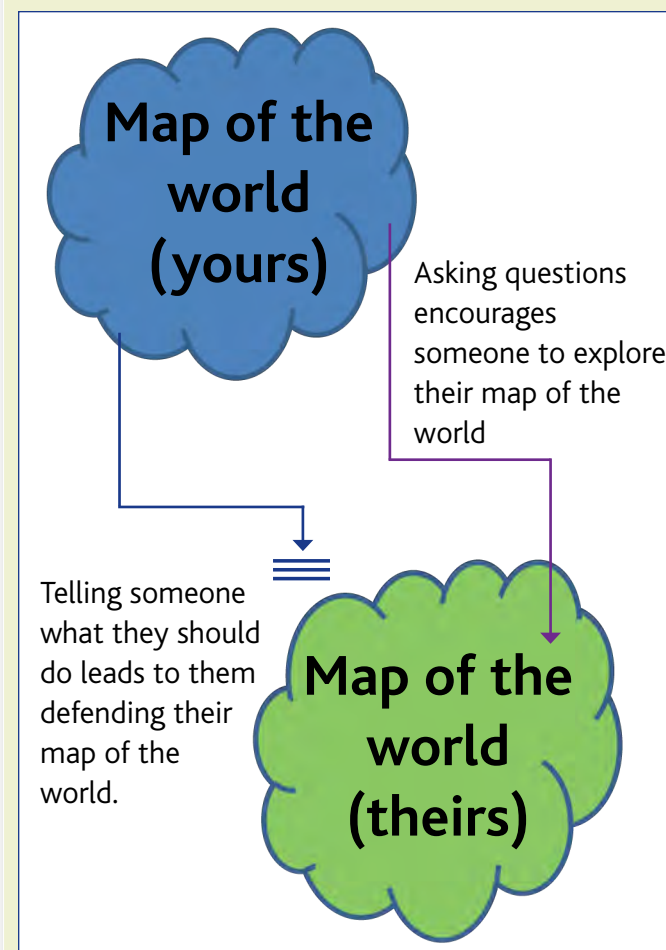 Map of the
world
(yours)
Asking questions
encourages
someone to explore
their map of the
world
Telling someone
what they should
do leads to them
defending their
map of the
world.
Map of the
world
(theirs)